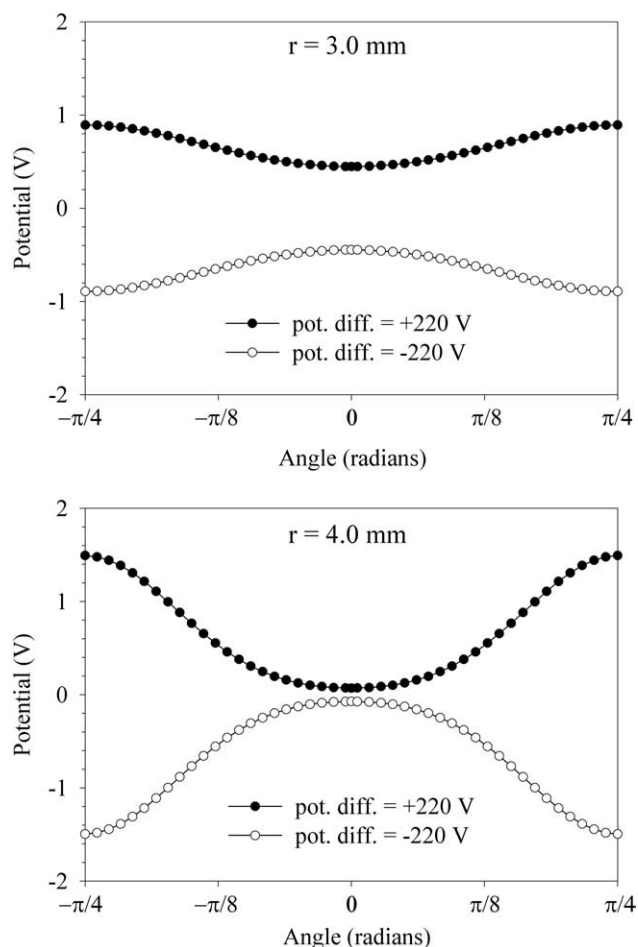 2
r = 3.0 mm
1
Potential (V)
0
-1
pot. diff. = +220 V
pot. diff. = -220 V
-2
−π/4
−π/8
0
π/8
π/4
Angle (radians)
2
r = 4.0 mm
1
Potential (V)
0
-1
pot. diff. = +220 V
pot. diff. = -220 V
-2
−π/4
−π/8
0
π/8
π/4
Angle (radians)